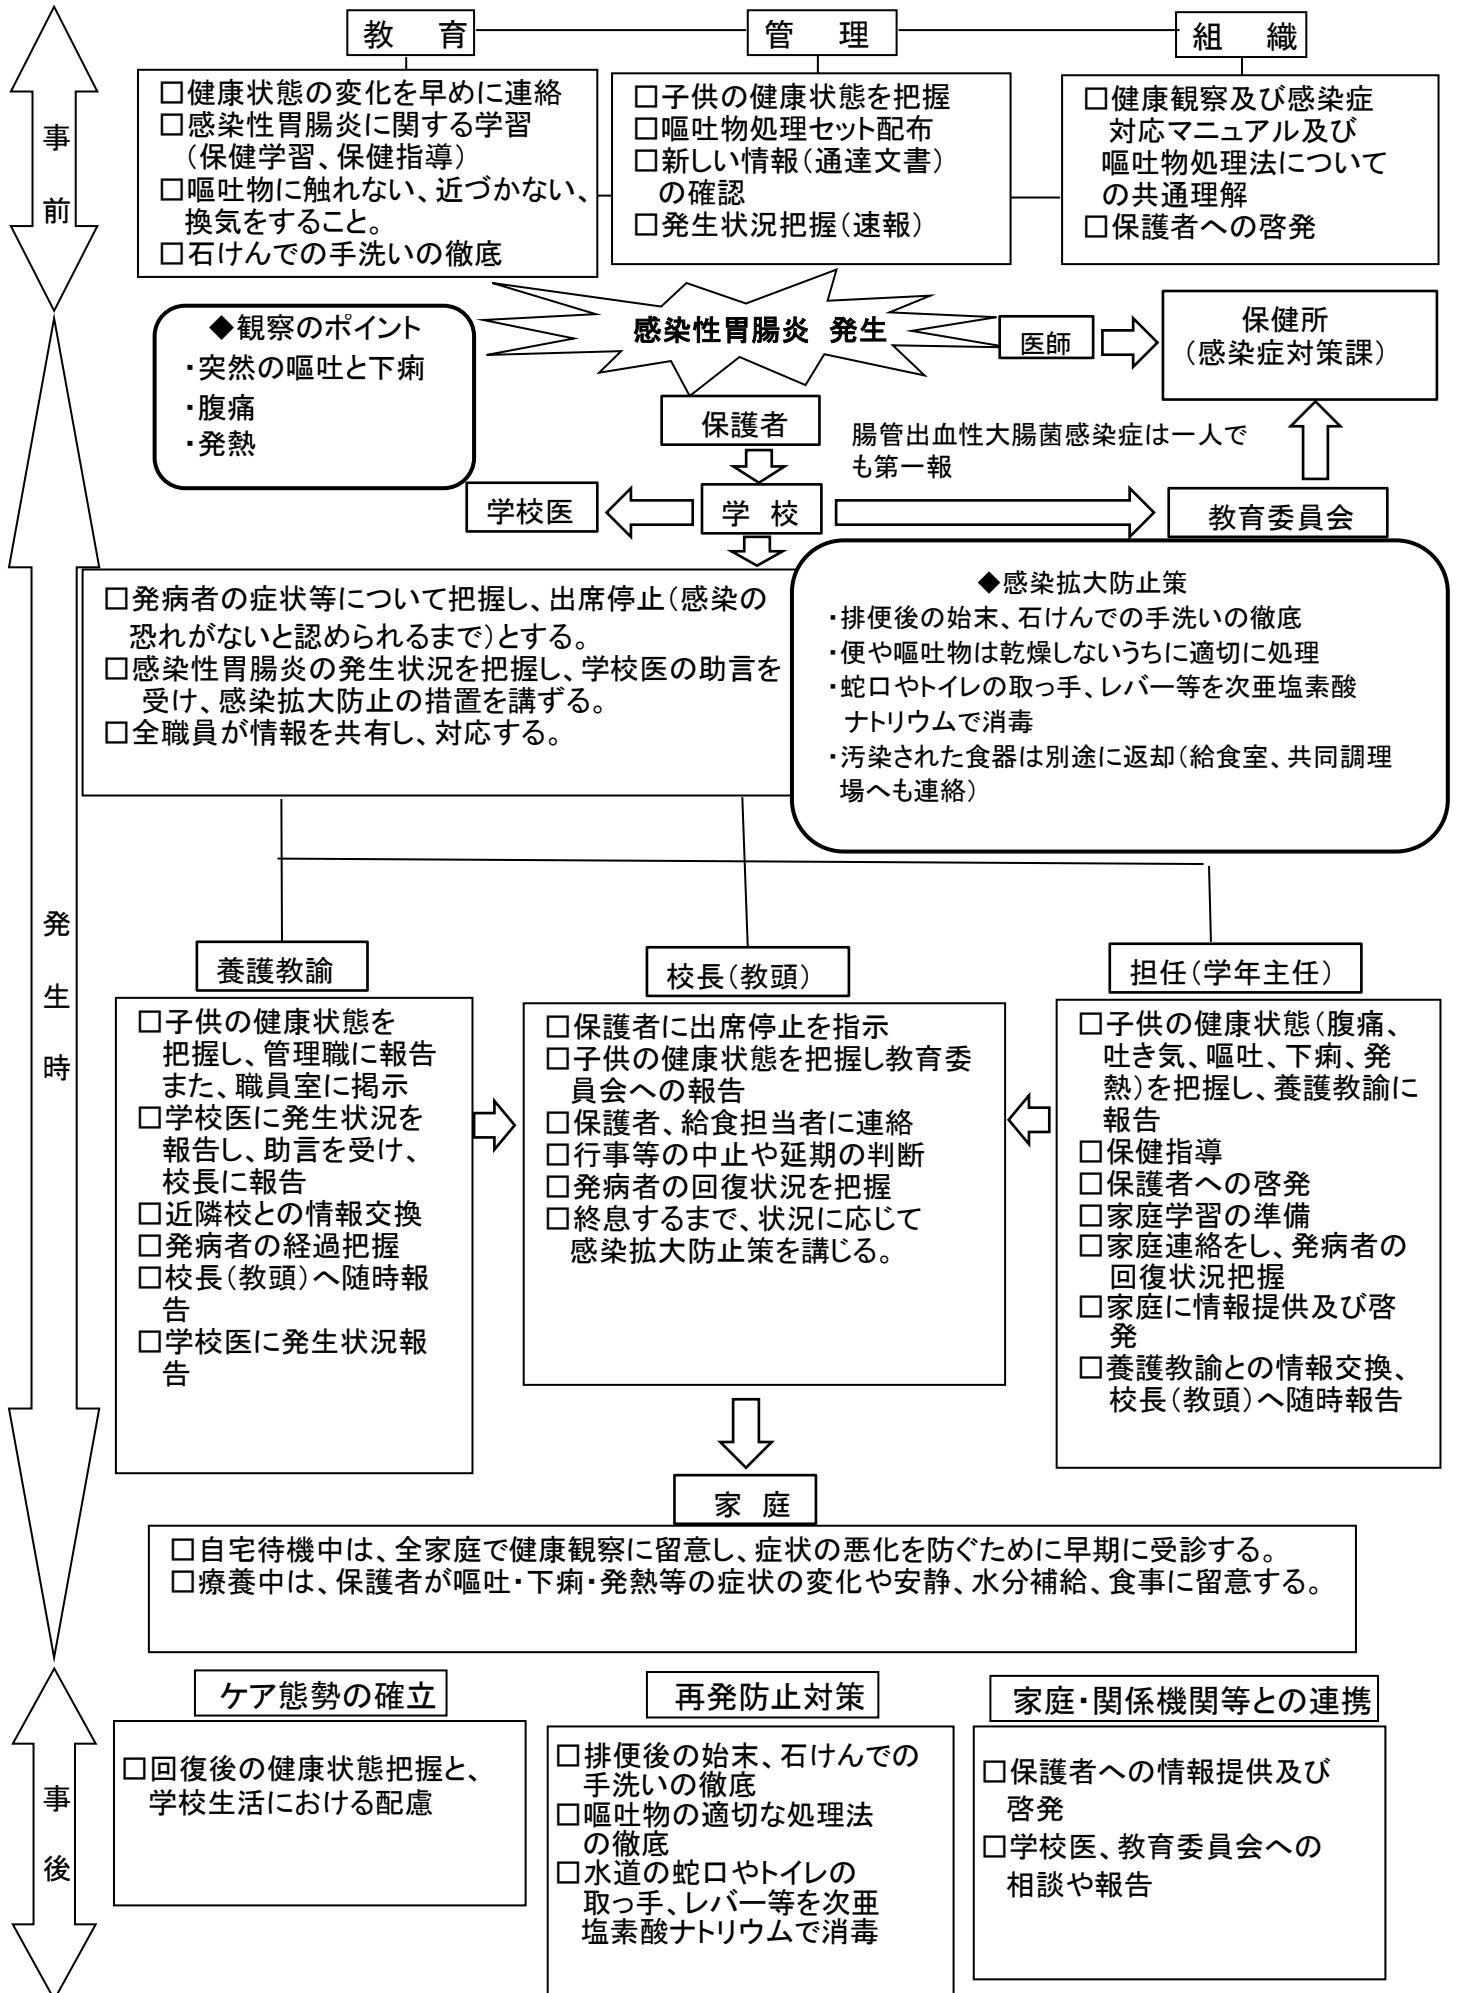 教　育
管　理
組　織
事
前
□健康状態の変化を早めに連絡
□感染性胃腸炎に関する学習
（保健学習、保健指導）
□嘔吐物に触れない、近づかない、
換気をすること。
□石けんでの手洗いの徹底
□子供の健康状態を把握
□嘔吐物処理セット配布
□新しい情報（通達文書）
の確認
□発生状況把握（速報）
□健康観察及び感染症
対応マニュアル及び
嘔吐物処理法について
の共通理解
□保護者への啓発
◆観察のポイント
・突然の嘔吐と下痢
・腹痛
・発熱
感染性胃腸炎　発生
医師
保健所
（感染症対策課）
保護者
腸管出血性大腸菌感染症は一人で
も第一報
学校医
学　校
教育委員会
□発病者の症状等について把握し、出席停止（感染の
恐れがないと認められるまで）とする。
□感染性胃腸炎の発生状況を把握し、学校医の助言を
受け、感染拡大防止の措置を講ずる。
□全職員が情報を共有し、対応する。
◆感染拡大防止策
・排便後の始末、石けんでの手洗いの徹底
・便や嘔吐物は乾燥しないうちに適切に処理
・蛇口やトイレの取っ手、レバー等を次亜塩素酸
ナトリウムで消毒
・汚染された食器は別途に返却（給食室、共同調理
場へも連絡）
発
生
時
養護教諭
□子供の健康状態を
把握し、管理職に報告
また、職員室に掲示
□学校医に発生状況を
報告し、助言を受け、
校長に報告
□近隣校との情報交換
□発病者の経過把握
□校長（教頭）へ随時報
告
□学校医に発生状況報
告
校長（教頭）
□保護者に出席停止を指示
□子供の健康状態を把握し教育委
員会への報告
□保護者、給食担当者に連絡
□行事等の中止や延期の判断
□発病者の回復状況を把握
□終息するまで、状況に応じて
感染拡大防止策を講じる。
担任（学年主任）
□子供の健康状態（腹痛、
吐き気、嘔吐、下痢、発
熱）を把握し、養護教諭に
報告
□保健指導
□保護者への啓発
□家庭学習の準備
□家庭連絡をし、発病者の
回復状況把握
□家庭に情報提供及び啓
発
□養護教諭との情報交換、
校長（教頭）へ随時報告
家　庭
□自宅待機中は、全家庭で健康観察に留意し、症状の悪化を防ぐために早期に受診する。
□療養中は、保護者が嘔吐・下痢・発熱等の症状の変化や安静、水分補給、食事に留意する。
事
後
ケア態勢の確立
□回復後の健康状態把握と、
学校生活における配慮
再発防止対策
□排便後の始末、石けんでの
手洗いの徹底
□嘔吐物の適切な処理法
の徹底
□水道の蛇口やトイレの
取っ手、レバー等を次亜
塩素酸ナトリウムで消毒
家庭・関係機関等との連携
□保護者への情報提供及び
啓発
□学校医、教育委員会への
相談や報告